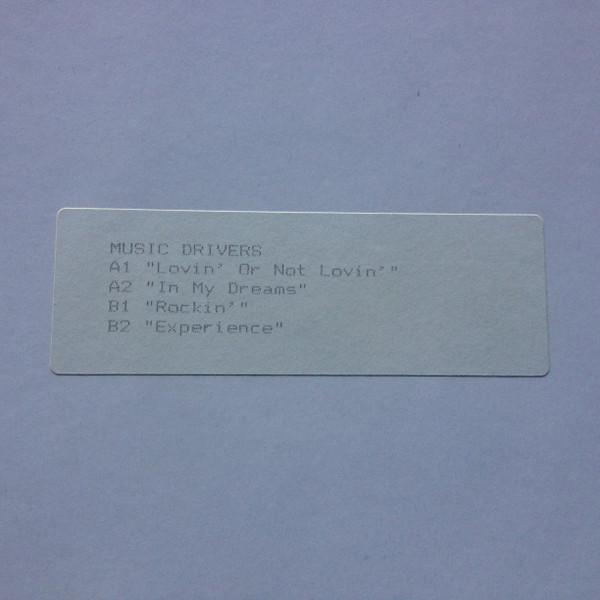 MUSIC DRIVERS
A1 "Lovin' Or Not Lovin'"
A2 "In My Dreams"
B1 "Rockin'"
B2 "Experience"